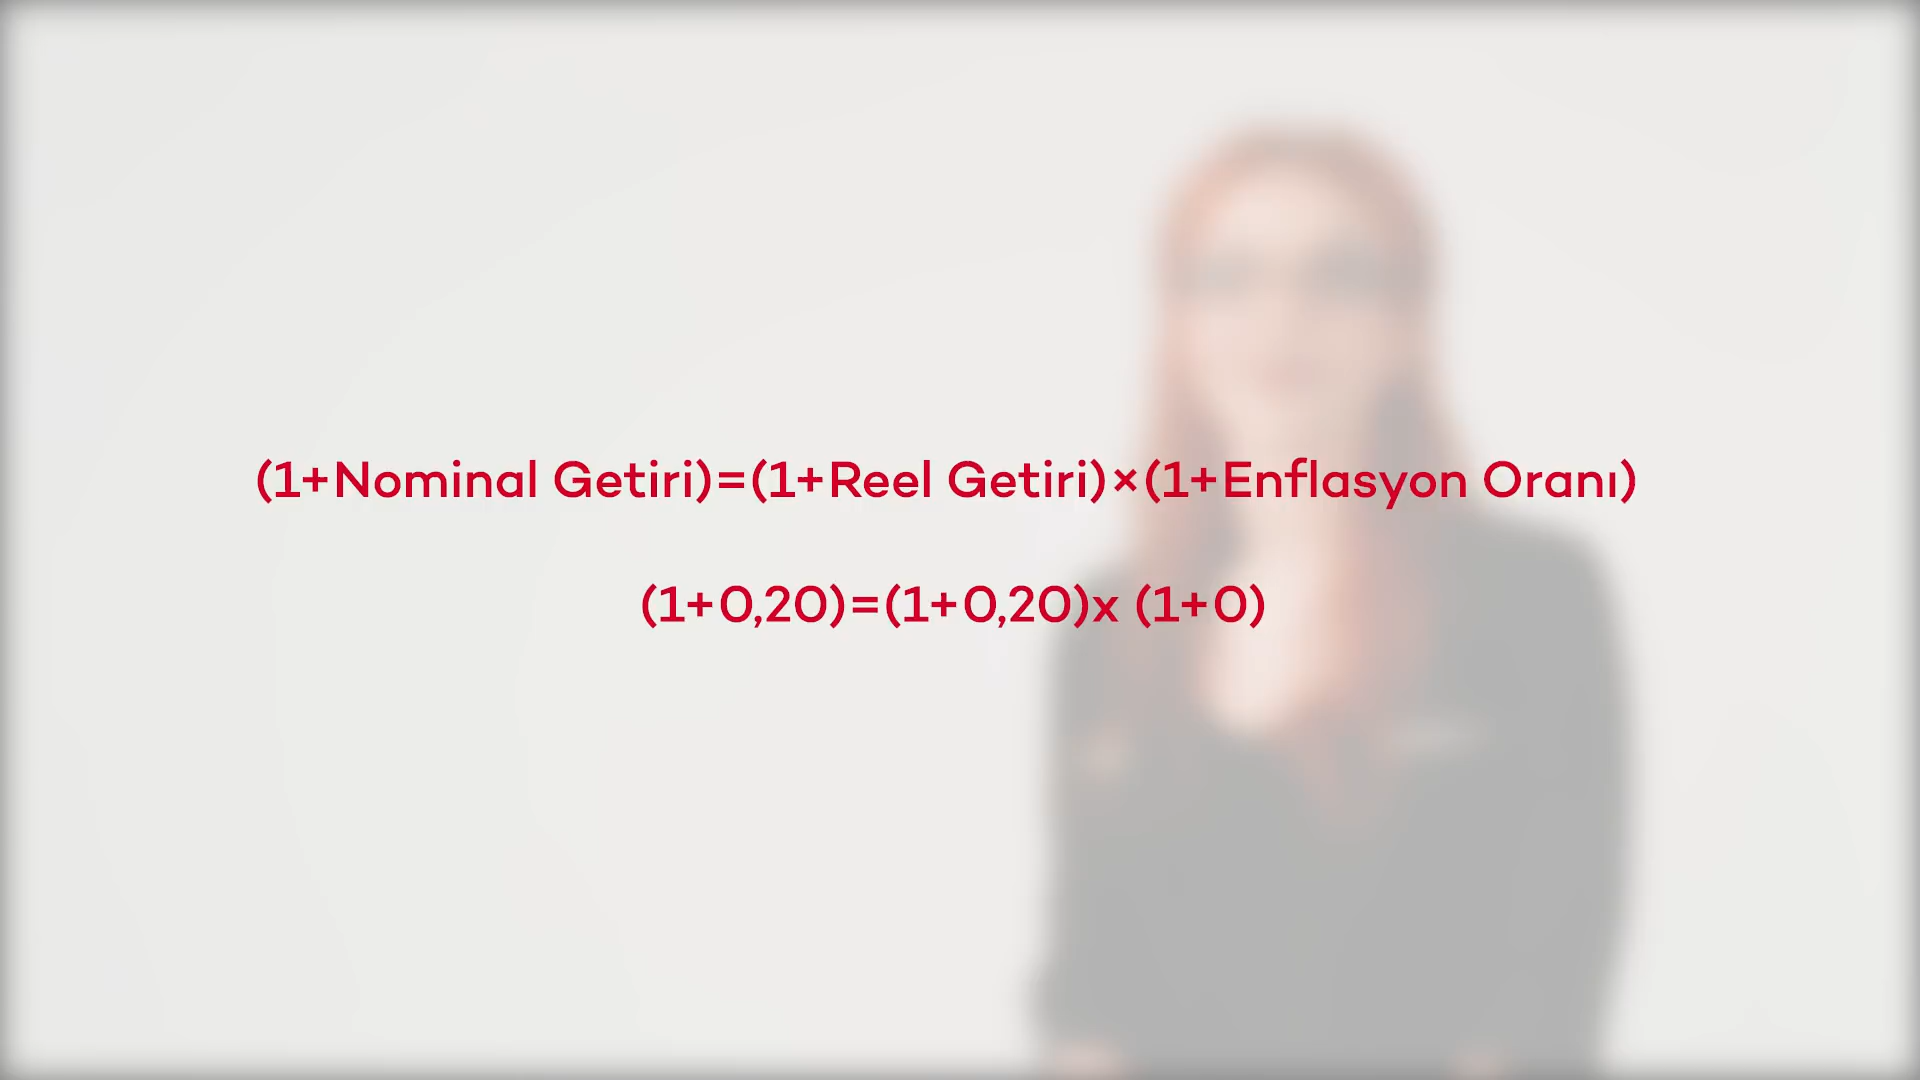 (1+Nominal Getiri)=(1+Reel Getiri)×(1+Enflasyon Oranı)
(1+0,20)=(1+0,20)x (1+0)